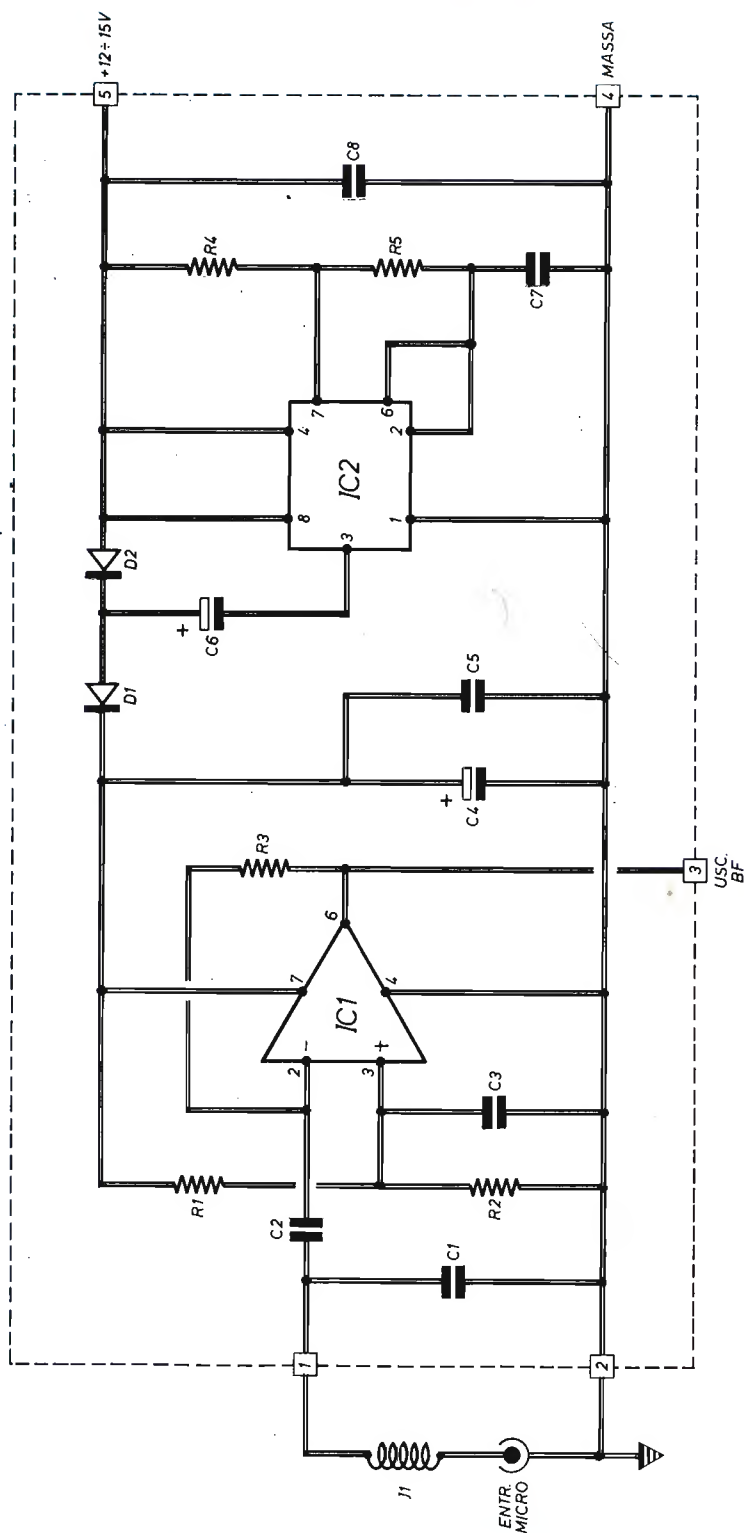 5
+12÷15V
C8
R4
R5
C7
4
7
6
2
IC2
8
3
1
D2
+
C6
D1
C5
+
C4
R3
6
7
4
IC1
2
-
3
+
C3
R1
R2
C2
C1
1
2
J1
ENTR.
MICRO
3
USC.
BF
4
MASSA